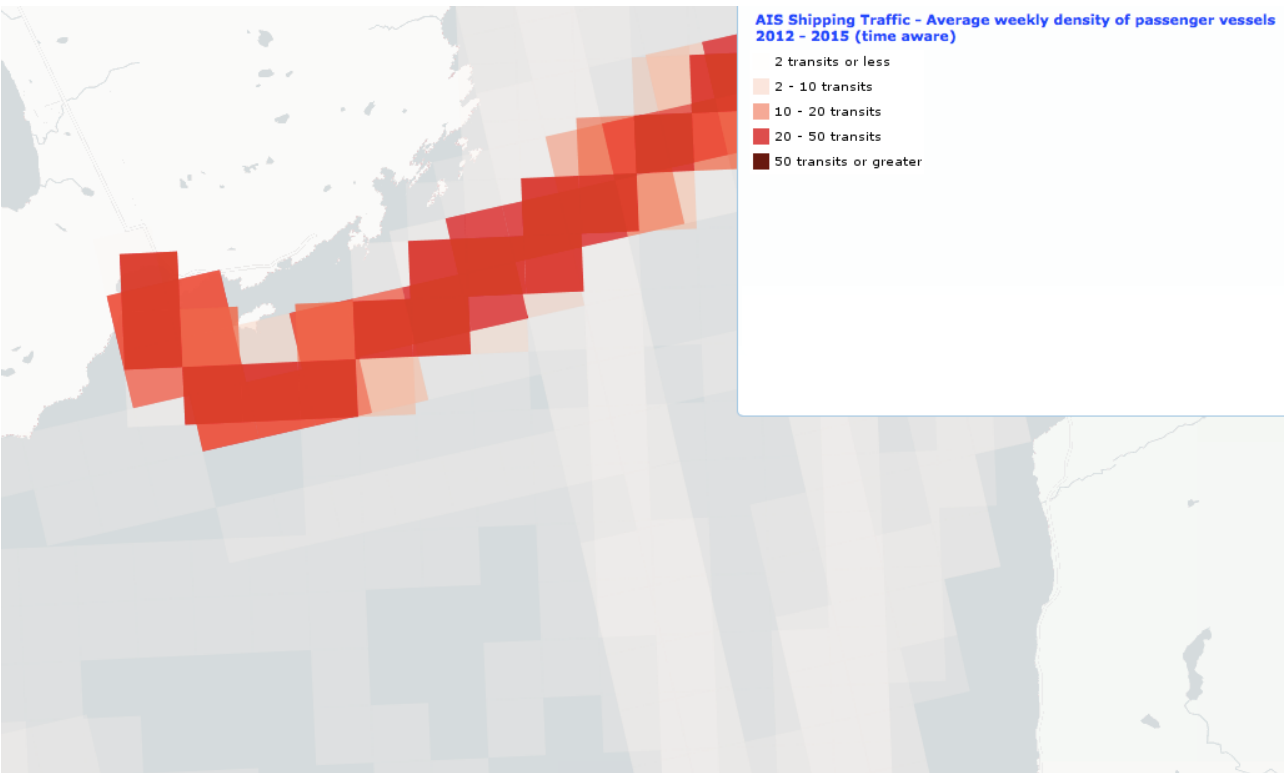 AIS Shipping Traffic - Average weekly density of passenger vessels
2012 - 2015 (time aware)
2 transits or less
2 - 10 transits
10 - 20 transits
20 - 50 transits
50 transits or greater